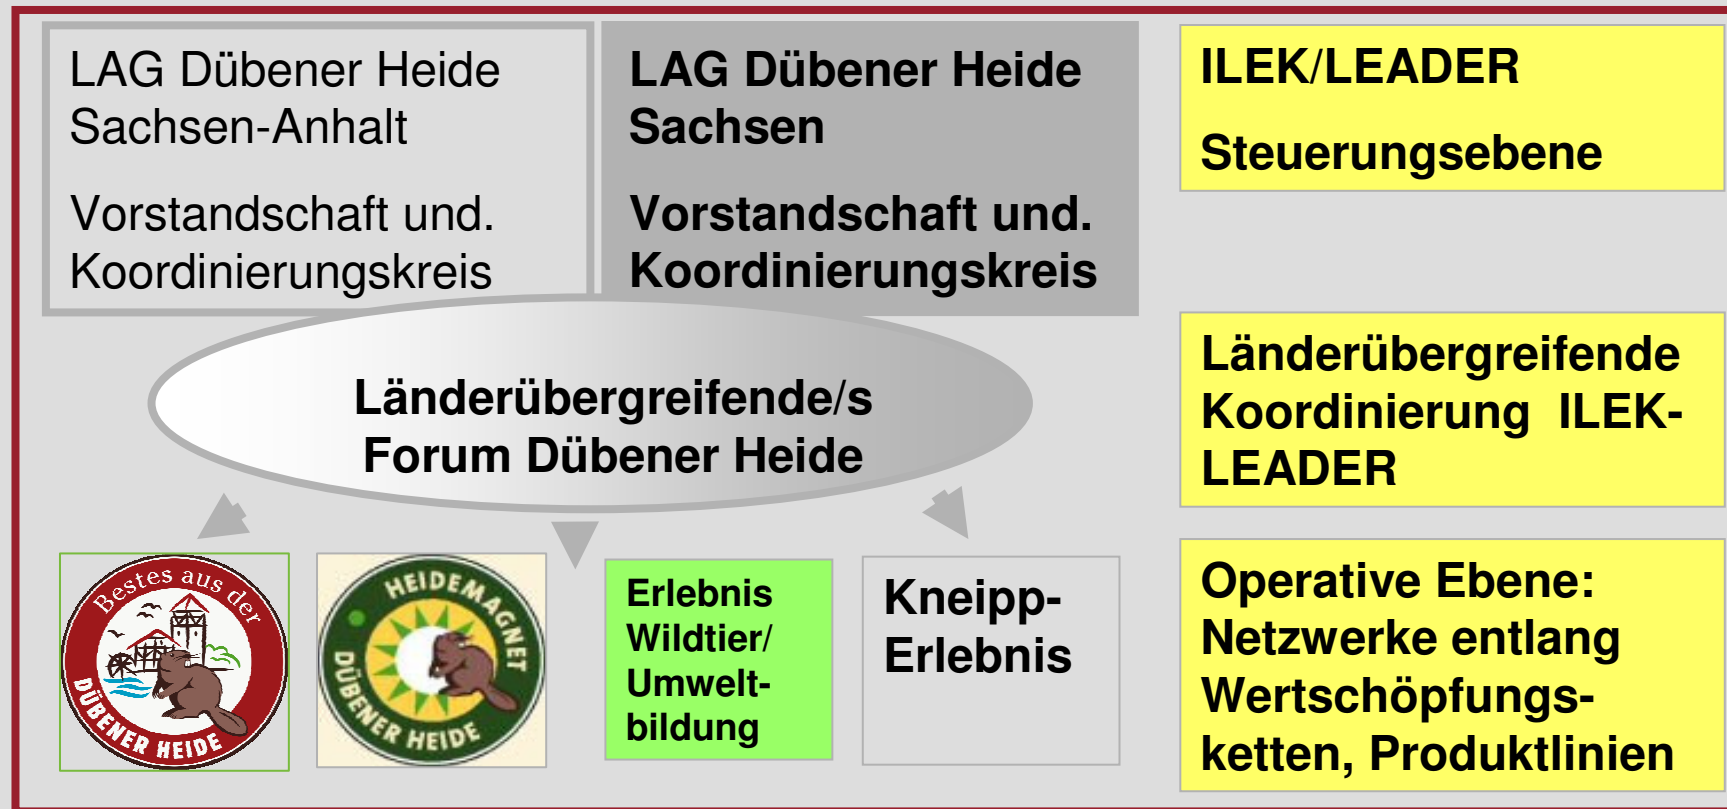 LAG Dübener Heide
Sachsen-Anhalt
Vorstandschaft und.
Koordinierungskreis
LAG Dübener Heide
Sachsen
Vorstandschaft und.
Koordinierungskreis
ILEK/LEADER
Steuerungsebene
Länderübergreifende/s
Forum Dübener Heide
Länderübergreifende
Koordinierung ILEK-
LEADER
Bestes aus der
DÜBENER HEIDE
HEIDEMAGNET
DÜBENER HEIDE
Erlebnis
Wildtier/
Umwelt-
bildung
Kneipp-
Erlebnis
Operative Ebene:
Netzwerke entlang
Wertschöpfungs-
ketten, Produktlinien